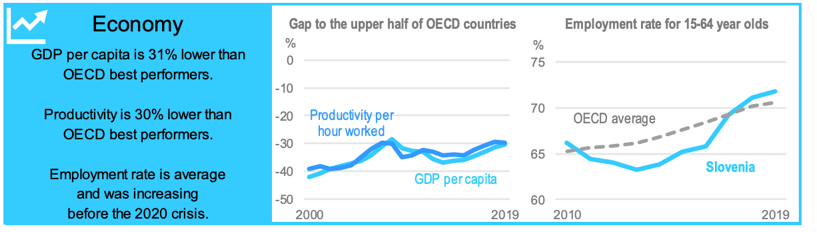 Economy
GDP per capita is 31% lower than
OECD best performers.
Productivity is 30% lower than
OECD best performers.
Employment rate is average
and was increasing
before the 2020 crisis.
Gap to the upper half of OECD countries
%
0
-10
-20
-30
-40
-50
Productivity per
hour worked
GDP per capita
2000
2019
Employment rate for 15-64 year olds
%
75
70
65
60
OECD average
Slovenia
2010
2019